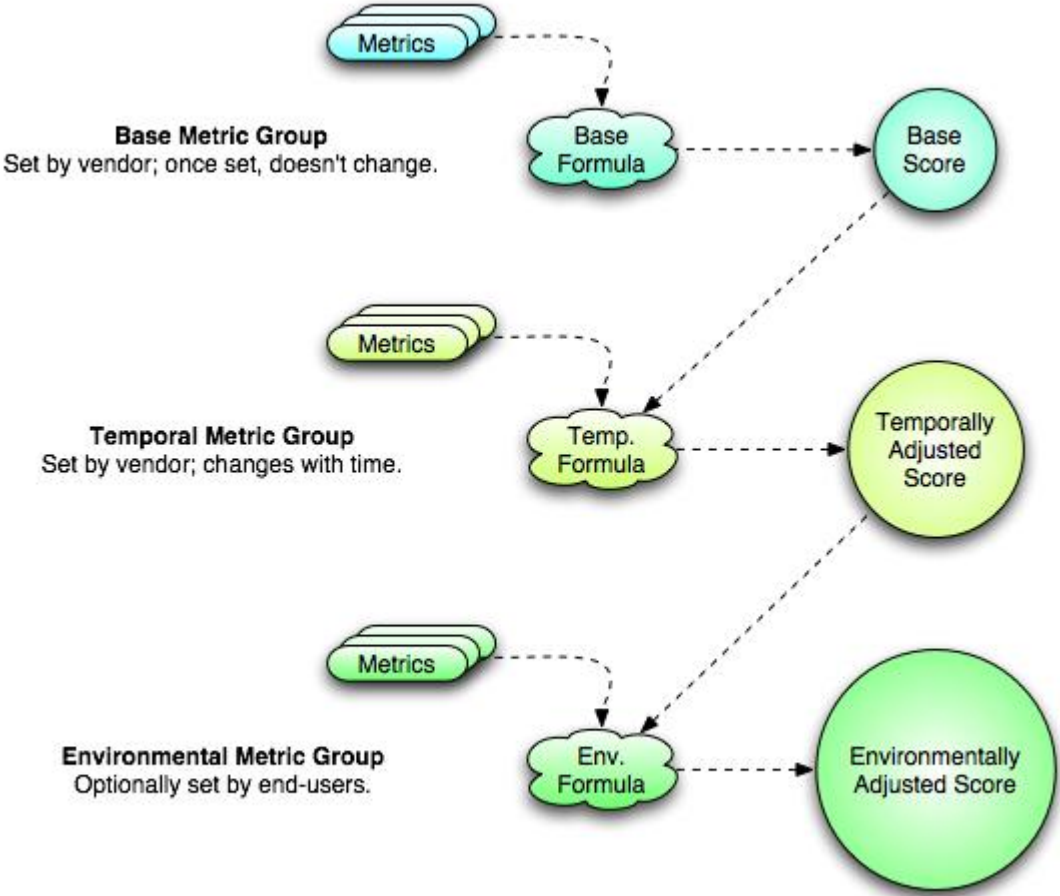 Metrics
Base Metric Group
Set by vendor; once set, doesn't change.
Base
Formula
Base
Score
Metrics
Temporal Metric Group
Set by vendor; changes with time.
Temp.
Formula
Temporally
Adjusted
Score
Metrics
Environmental Metric Group
Optionally set by end-users.
Env.
Formula
Environmentally
Adjusted Score